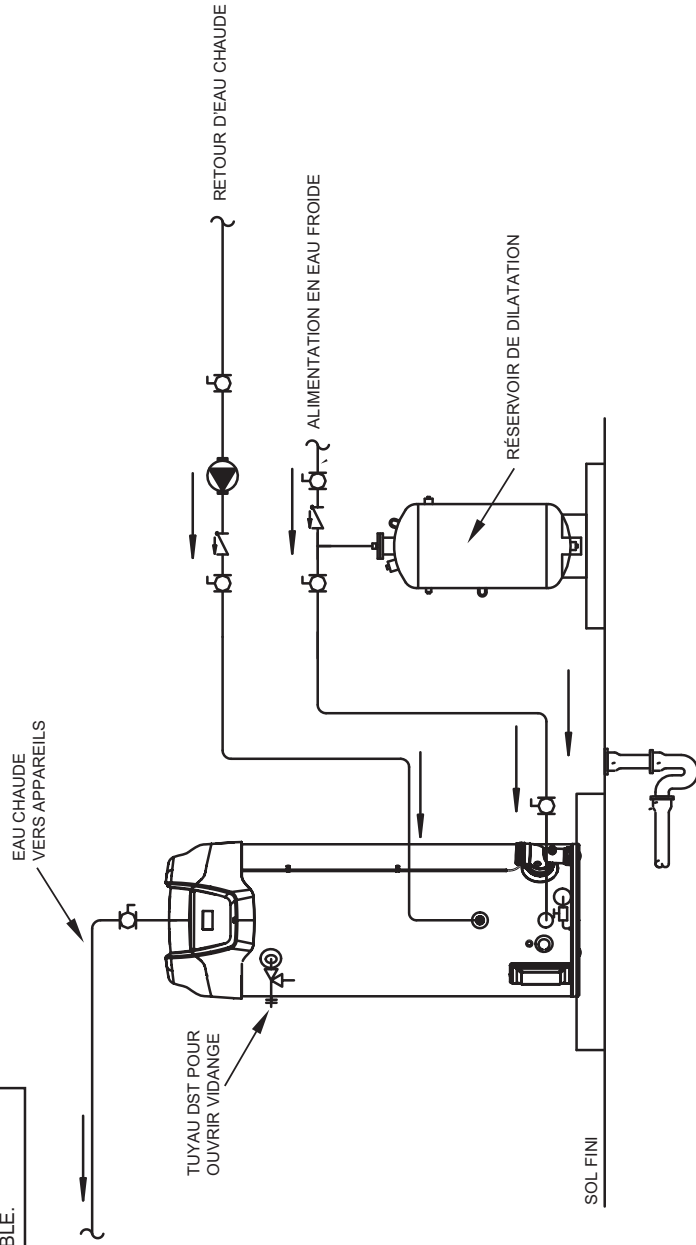 BLE.
EAU CHAUDE
VERS APPAREILS
TUYAU DST POUR
OUVRIR VIDANGE
RETOUR D'EAU CHAUDE
ALIMENTATION EN EAU FROIDE
RÉSERVOIR DE DILATATION
SOL FINI